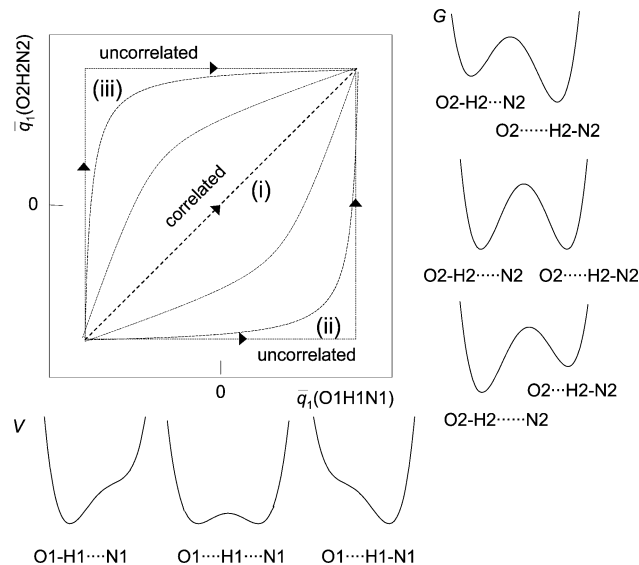 uncorrelated
(iii)
q̄₁(O2H2N2)
0
correlated
(i)
(ii)
uncorrelated
0
q̄₁(O1H1N1)
G
O2-H2···N2
O2······H2-N2
O2-H2·····N2 O2·····H2-N2
O2···H2-N2
O2-H2······N2
V
O1-H1····N1 O1····H1····N1 O1····H1-N1